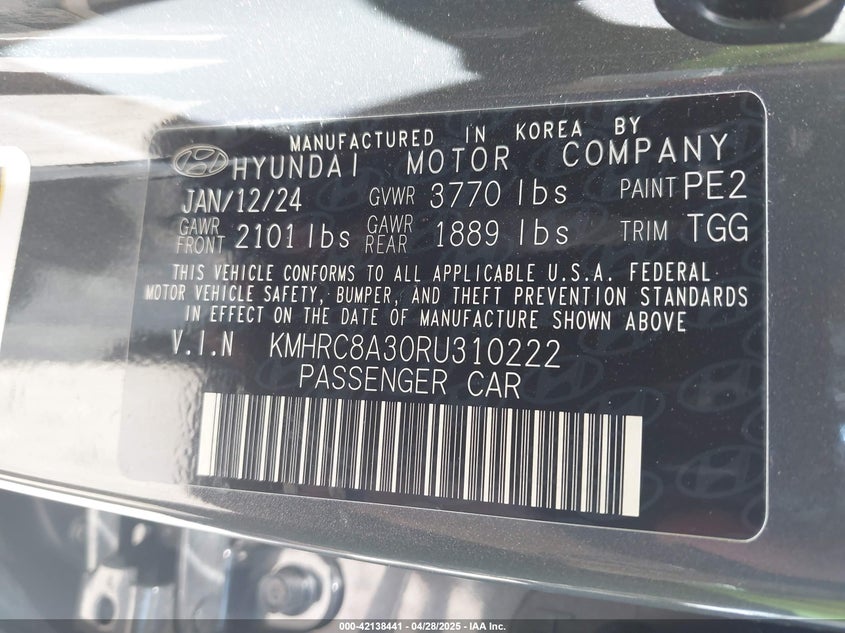 MANUFACTURED IN KOREA BY
HYUNDAI MOTOR COMPANY
JAN/12/24 GVWR 3770 lbs PAINT PE2
GAWR FRONT 2101 lbs GAWR REAR 1889 lbs TRIM TGG
THIS VEHICLE CONFORMS TO ALL APPLICABLE U.S.A. FEDERAL
MOTOR VEHICLE SAFETY, BUMPER, AND THEFT PREVENTION STANDARDS
IN EFFECT ON THE DATE OF MANUFACTURE SHOWN ABOVE
V.I.N KMHRC8A30RU310222
PASSENGER CAR
000-42138441 04/28/2025 - IAA Inc.